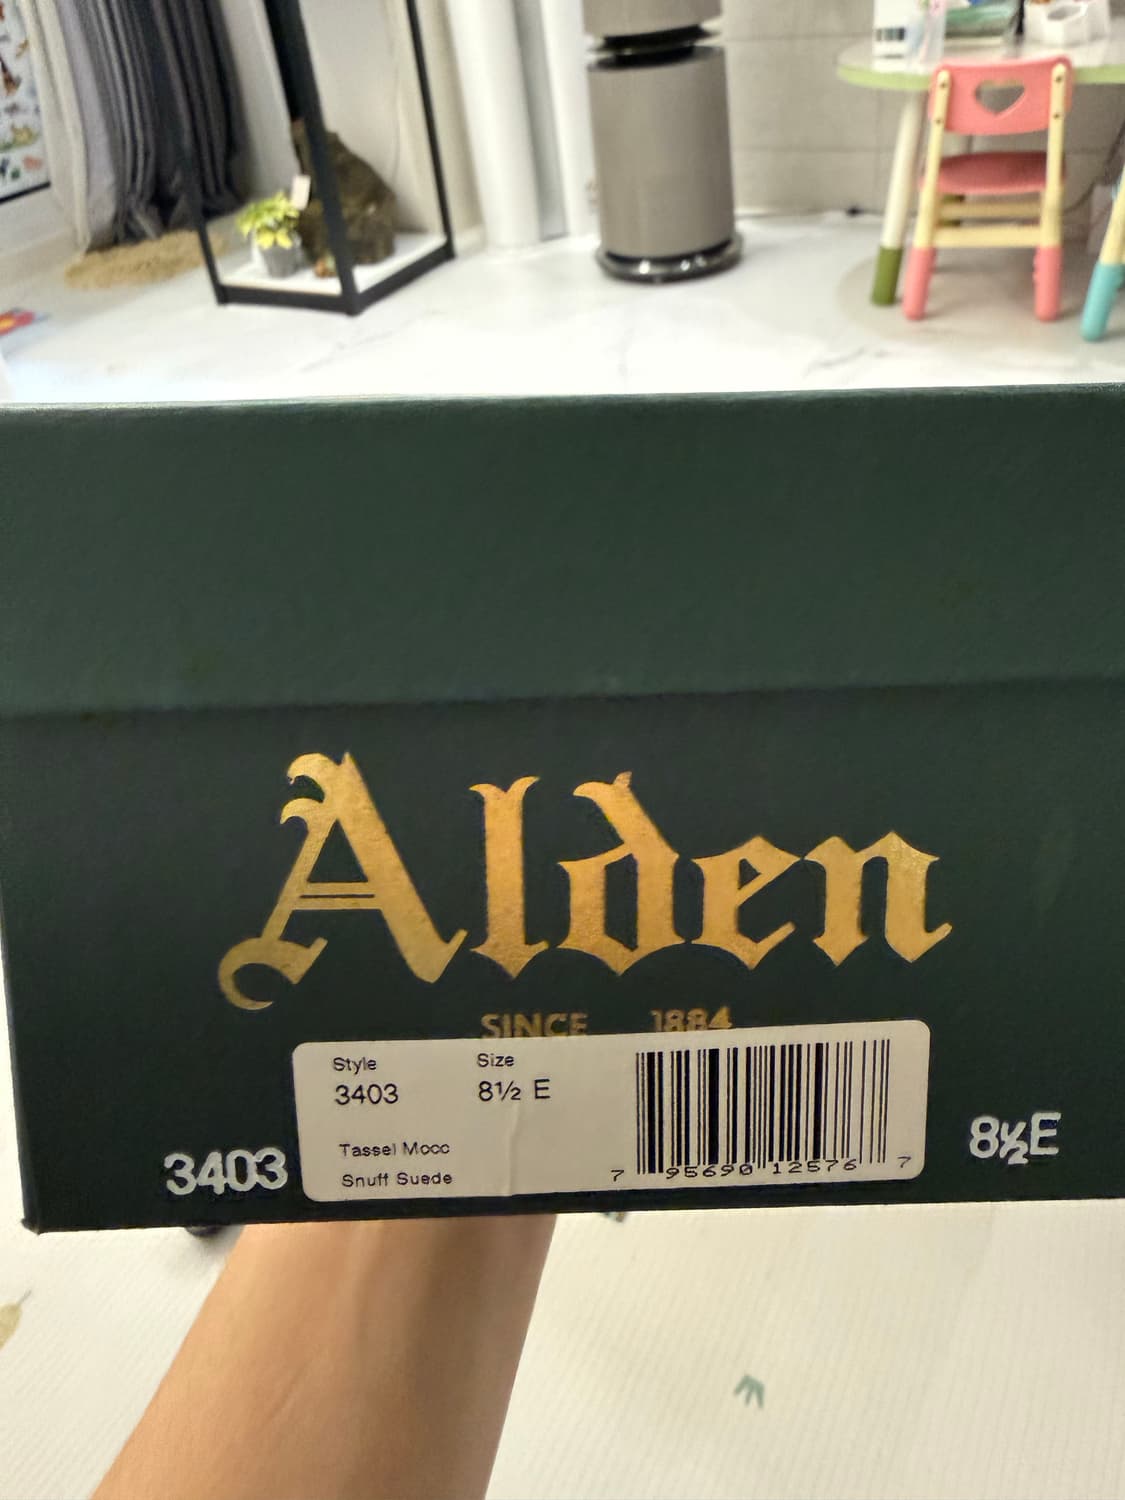 Alden
SINCE 1884
Style Size
3403 8½ E
Tassel Mocc
Snuff Suede
7 95690 12576 7
3403
8½E